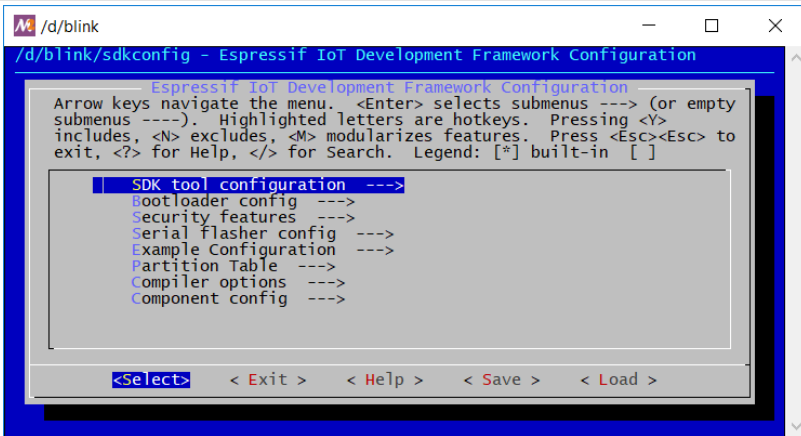 M /d/blink
/d/blink/sdkconfig - Espressif IoT Development Framework Configuration
Espressif IoT Development Framework Configuration
Arrow keys navigate the menu. <Enter> selects submenus ---> (or empty
submenus ----). Highlighted letters are hotkeys. Pressing <Y>
includes, <N> excludes, <M> modularizes features. Press <Esc><Esc> to
exit, <?> for Help, </> for Search. Legend: [*] built-in [ ]
SDK tool configuration --->
Bootloader config --->
Security features --->
Serial flasher config --->
Example Configuration --->
Partition Table --->
Compiler options --->
Component config --->
<Select> < Exit > < Help > < Save > < Load >